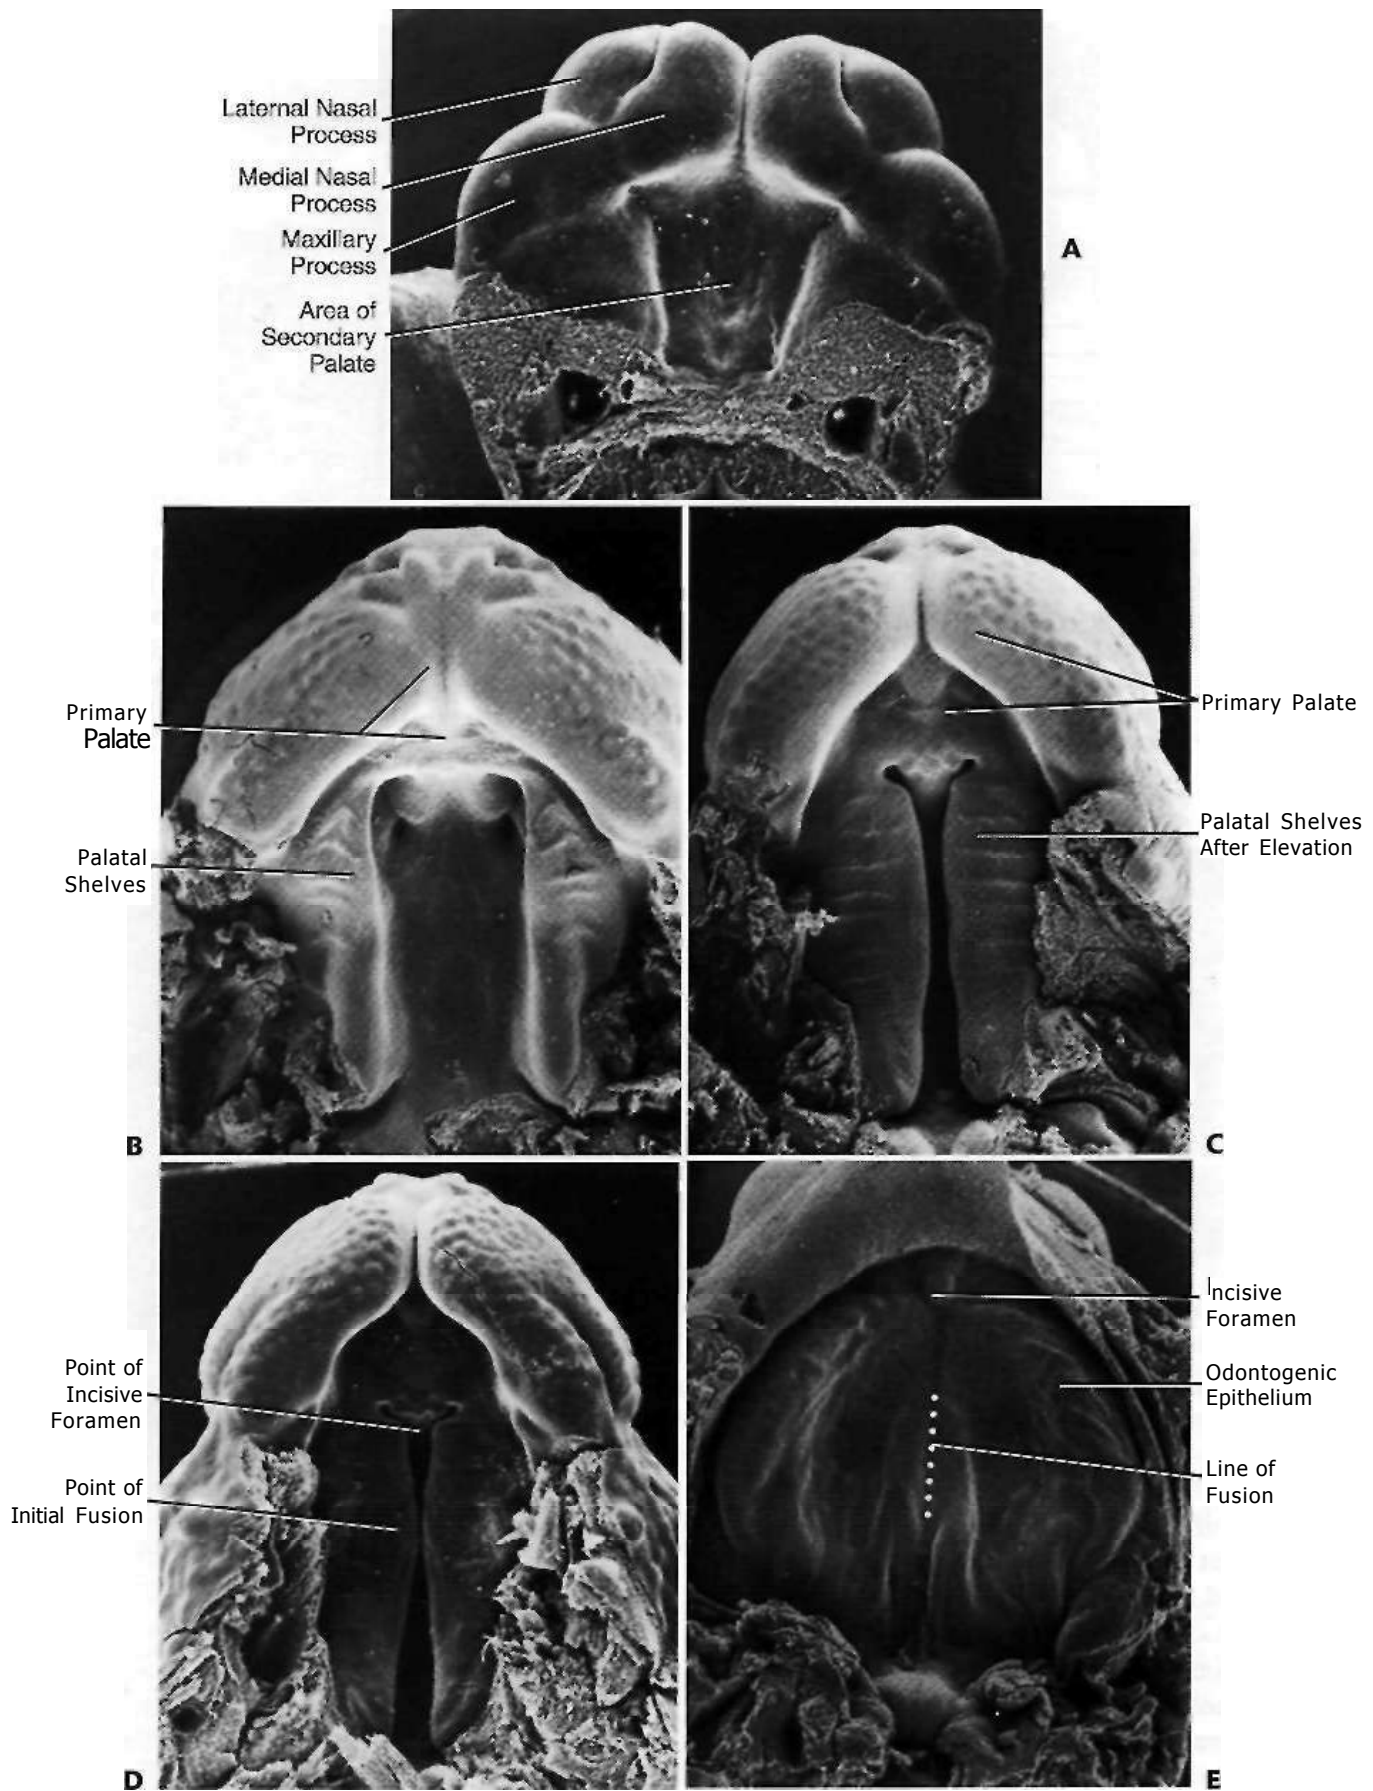 Laternal Nasal
Process
Medial Nasal
Process
Maxillary
Process
Area of
Secondary
Palate
A
Primary
Palate
Palatal
Shelves
B
Primary Palate
Palatal Shelves
After Elevation
C
Point of
Incisive
Foramen
Point of
Initial Fusion
D
Incisive
Foramen
Odontogenic
Epithelium
Line of
Fusion
E